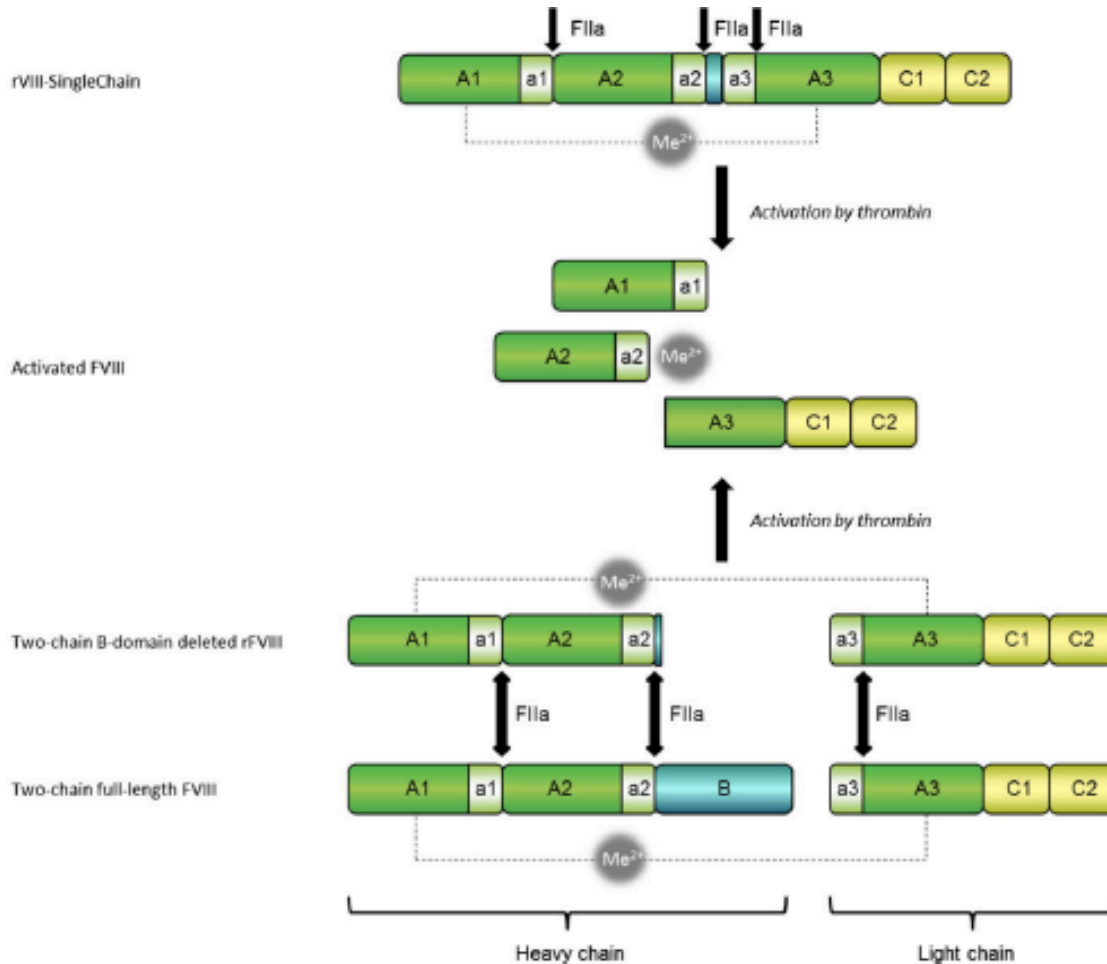 FIIa FIIa FIIa
rVIII-SingleChain A1 a1 A2 a2 a3 A3 C1 C2
Me2+
Activation by thrombin
A1 a1
Activated FVIII A2 a2 Me2+
A3 C1 C2
Activation by thrombin
Me2+
Two-chain B-domain deleted rFVIII A1 a1 A2 a2 a3 A3 C1 C2
FIIa FIIa FIIa
Two-chain full-length FVIII A1 a1 A2 a2 B a3 A3 C1 C2
Me2+
Heavy chain Light chain